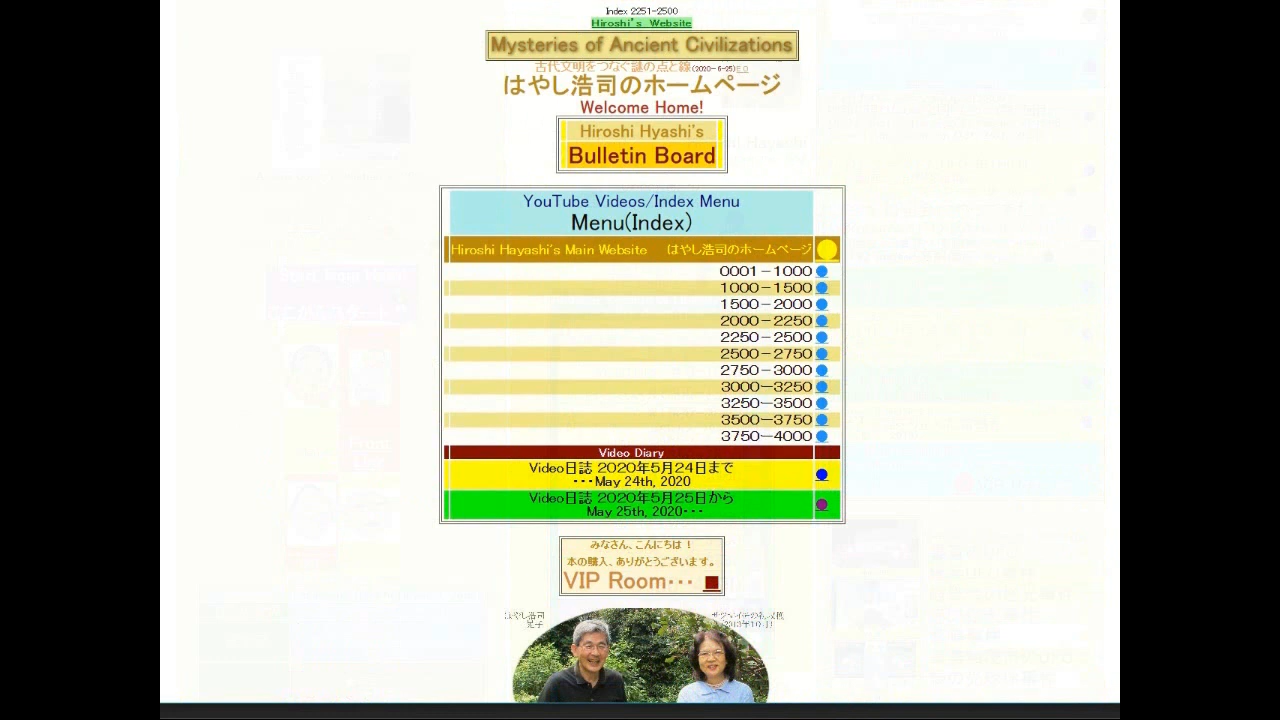 Index 2251-2500
Hiroshi's Website
Mysteries of Ancient Civilizations
古代文明をつなぐ謎の点と線(2020-6-25)E O
はやし浩司のホームページ
Welcome Home!
Hiroshi Hyashi's
Bulletin Board
YouTube Videos/Index Menu
Menu(Index)
Hiroshi Hayashi's Main Website はやし浩司のホームページ
0001－1000
1000－1500
1500－2000
2000－2250
2250－2500
2500－2750
2750－3000
3000－3250
3250－3500
3500－3750
3750－4000
Video Diary
Video日誌 2020年5月24日まで
・・・May 24th, 2020
Video日誌 2020年5月25日から
May 25th, 2020・・・
みなさん、こんにちは！
本の購入、ありがとうございます。
VIP Room・・・
はやし浩司